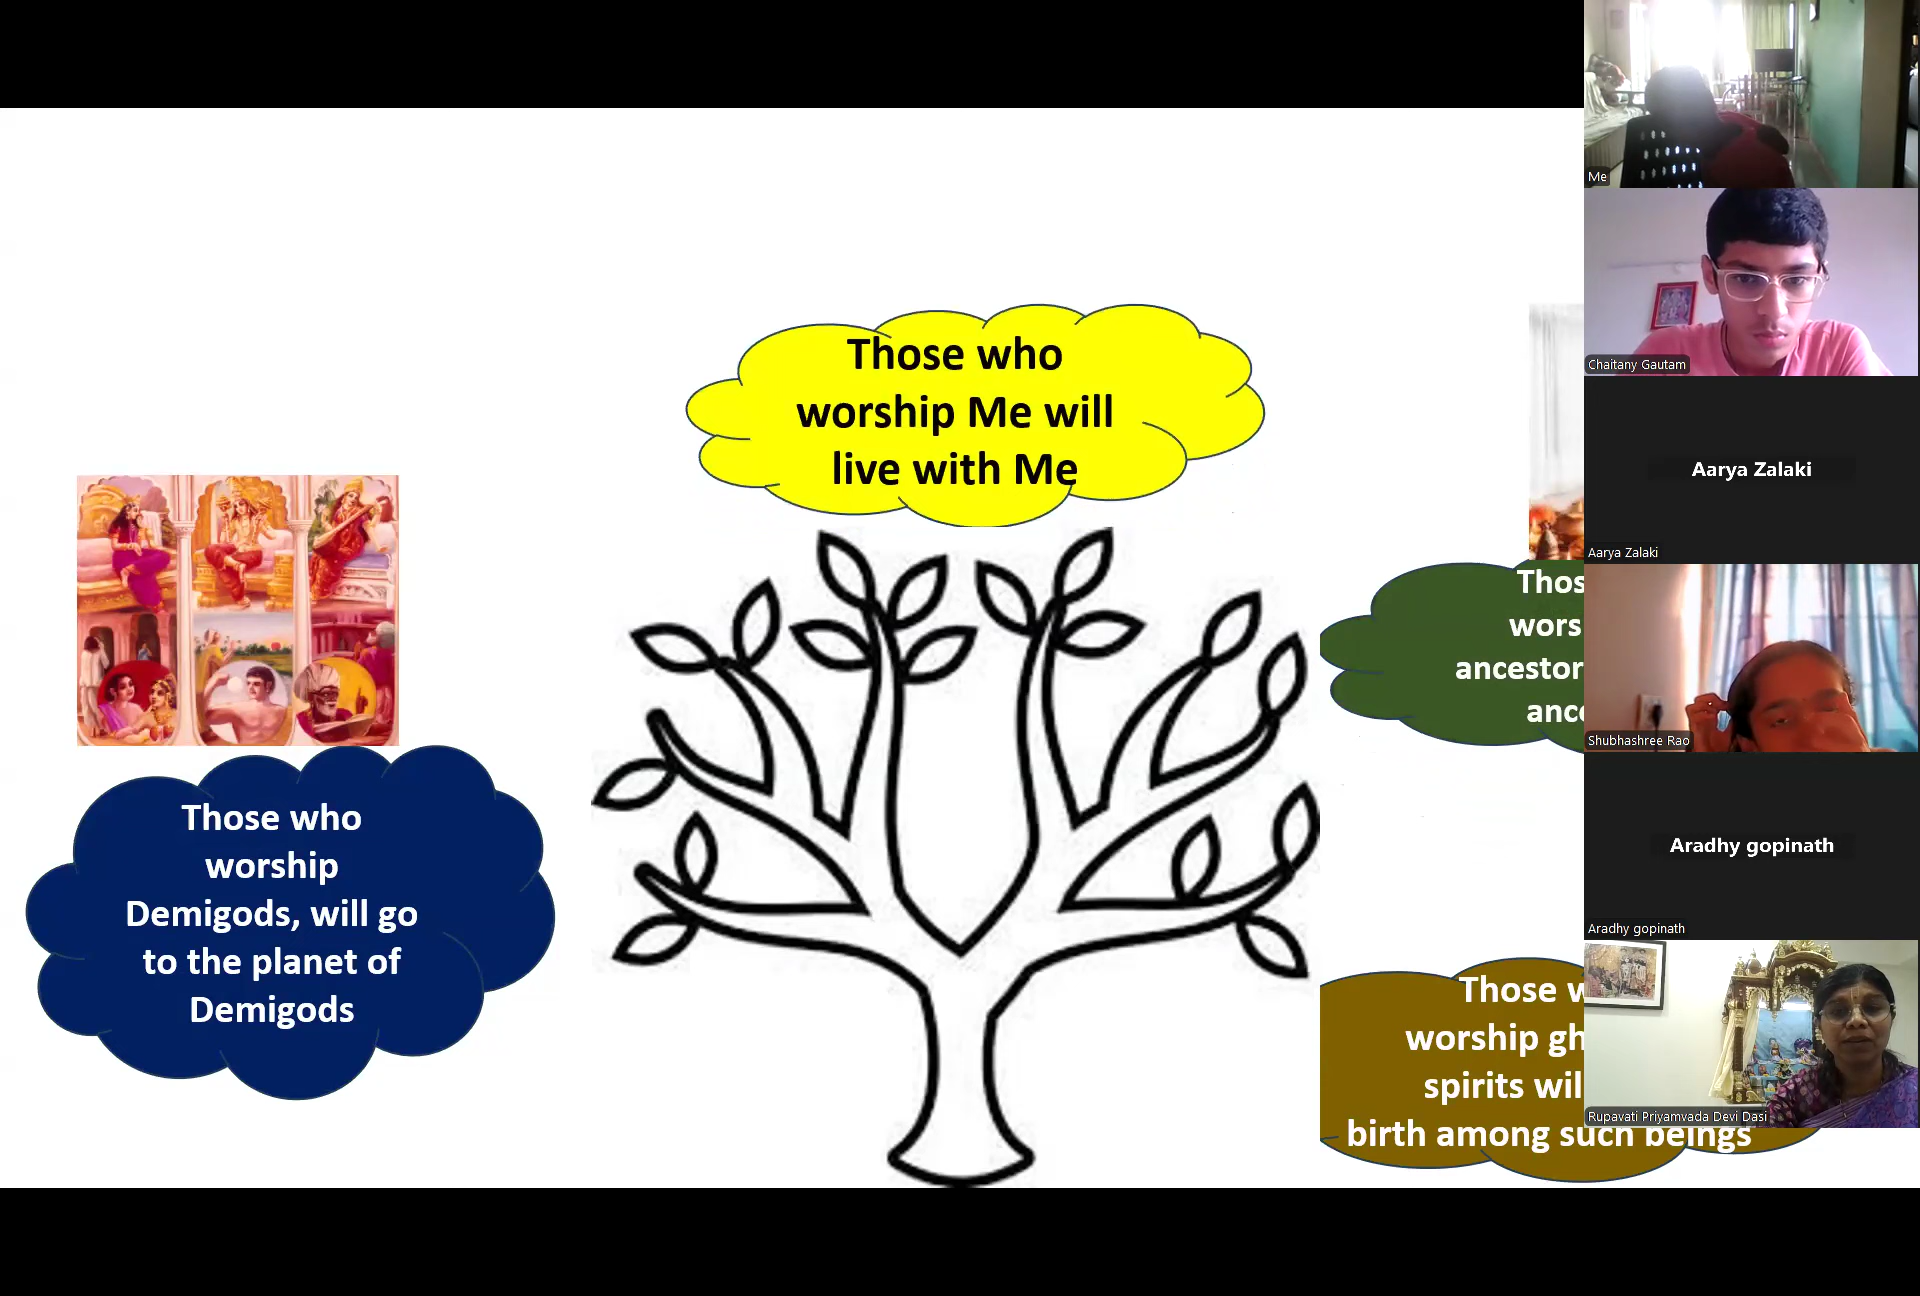 Those who
worship Me will
live with Me
Those who
worship
Demigods, will go
to the planet of
Demigods
Thos
wors
ancestor
anc
Those w
worship gh
spirits wil
birth among such beings
Me
Chaitany Gautam
Aarya Zalaki
Aarya Zalaki
Shubhashree Rao
Aradhy gopinath
Aradhy gopinath
Rupavati Priyamvada Devi Dasi